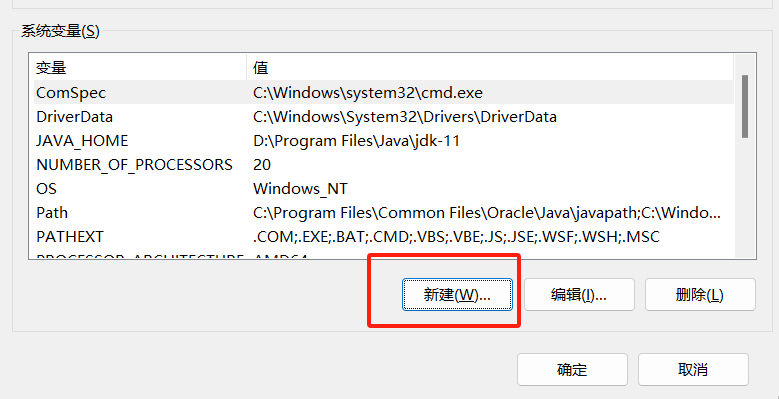 系统变量(S)
变量 值
ComSpec C:\Windows\system32\cmd.exe
DriverData C:\Windows\System32\Drivers\DriverData
JAVA_HOME D:\Program Files\Java\jdk-11
NUMBER_OF_PROCESSORS 20
OS Windows_NT
Path C:\Program Files\Common Files\Oracle\Java\javapath;C:\Windo...
PATHEXT .COM;.EXE;.BAT;.CMD;.VBS;.VBE;.JS;.JSE;.WSF;.WSH;.MSC
PROCESSOR_ARCHITECTURE AMD64
新建(W)... 编辑(I)... 删除(L)
确定 取消